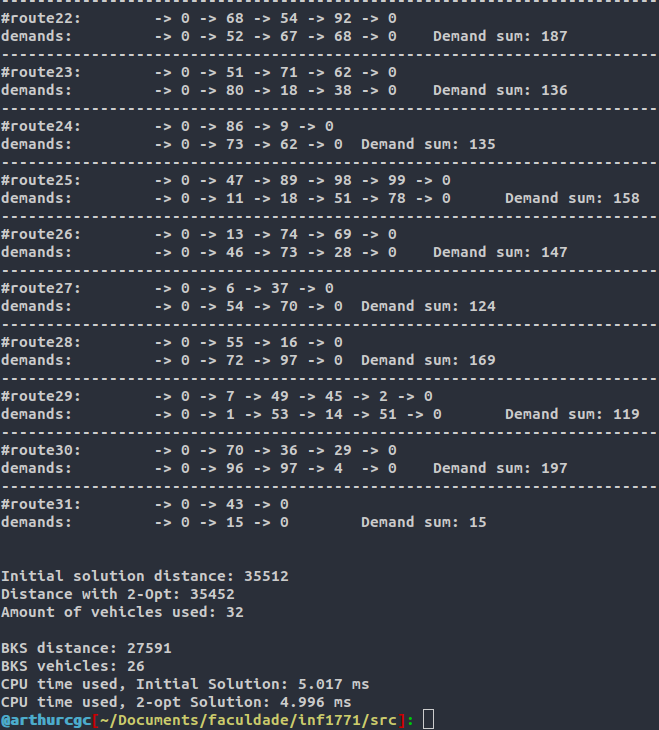 #route22: -> 0 -> 68 -> 54 -> 92 -> 0
demands: -> 0 -> 52 -> 67 -> 68 -> 0 Demand sum: 187
--------------------------------------------------------------------------
#route23: -> 0 -> 51 -> 71 -> 62 -> 0
demands: -> 0 -> 80 -> 18 -> 38 -> 0 Demand sum: 136
--------------------------------------------------------------------------
#route24: -> 0 -> 86 -> 9 -> 0
demands: -> 0 -> 73 -> 62 -> 0 Demand sum: 135
--------------------------------------------------------------------------
#route25: -> 0 -> 47 -> 89 -> 98 -> 99 -> 0
demands: -> 0 -> 11 -> 18 -> 51 -> 78 -> 0 Demand sum: 158
--------------------------------------------------------------------------
#route26: -> 0 -> 13 -> 74 -> 69 -> 0
demands: -> 0 -> 46 -> 73 -> 28 -> 0 Demand sum: 147
--------------------------------------------------------------------------
#route27: -> 0 -> 6 -> 37 -> 0
demands: -> 0 -> 54 -> 70 -> 0 Demand sum: 124
--------------------------------------------------------------------------
#route28: -> 0 -> 55 -> 16 -> 0
demands: -> 0 -> 72 -> 97 -> 0 Demand sum: 169
--------------------------------------------------------------------------
#route29: -> 0 -> 7 -> 49 -> 45 -> 2 -> 0
demands: -> 0 -> 1 -> 53 -> 14 -> 51 -> 0 Demand sum: 119
--------------------------------------------------------------------------
#route30: -> 0 -> 70 -> 36 -> 29 -> 0
demands: -> 0 -> 96 -> 97 -> 4 -> 0 Demand sum: 197
--------------------------------------------------------------------------
#route31: -> 0 -> 43 -> 0
demands: -> 0 -> 15 -> 0 Demand sum: 15
Initial solution distance: 35512
Distance with 2-Opt: 35452
Amount of vehicles used: 32
BKS distance: 27591
BKS vehicles: 26
CPU time used, Initial Solution: 5.017 ms
CPU time used, 2-opt Solution: 4.996 ms
@arthurcgc[~/Documents/faculdade/inf1771/src]: